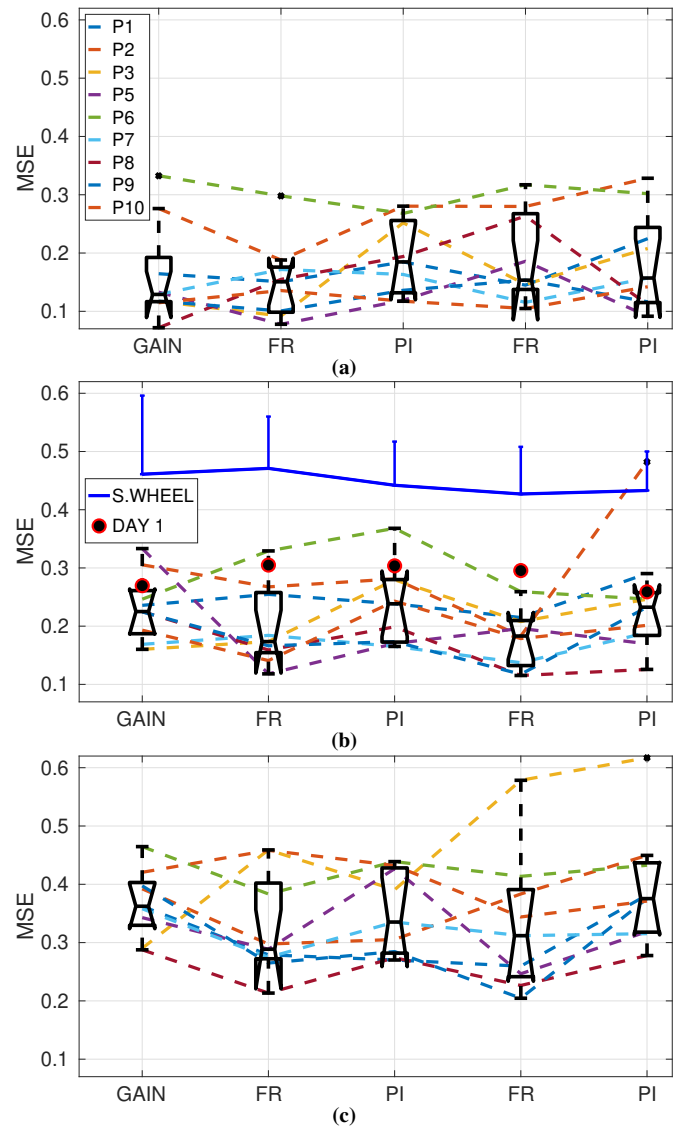 0.6
P1
P2
P3
P5
P6
P7
P8
P9
P10
0.5
0.4
0.3
0.2
0.1
MSE
GAIN FR PI FR PI
(a)
0.6
0.5
0.4
0.3
0.2
0.1
MSE
S.WHEEL
DAY 1
GAIN FR PI FR PI
(b)
0.6
0.5
0.4
0.3
0.2
0.1
MSE
GAIN FR PI FR PI
(c)